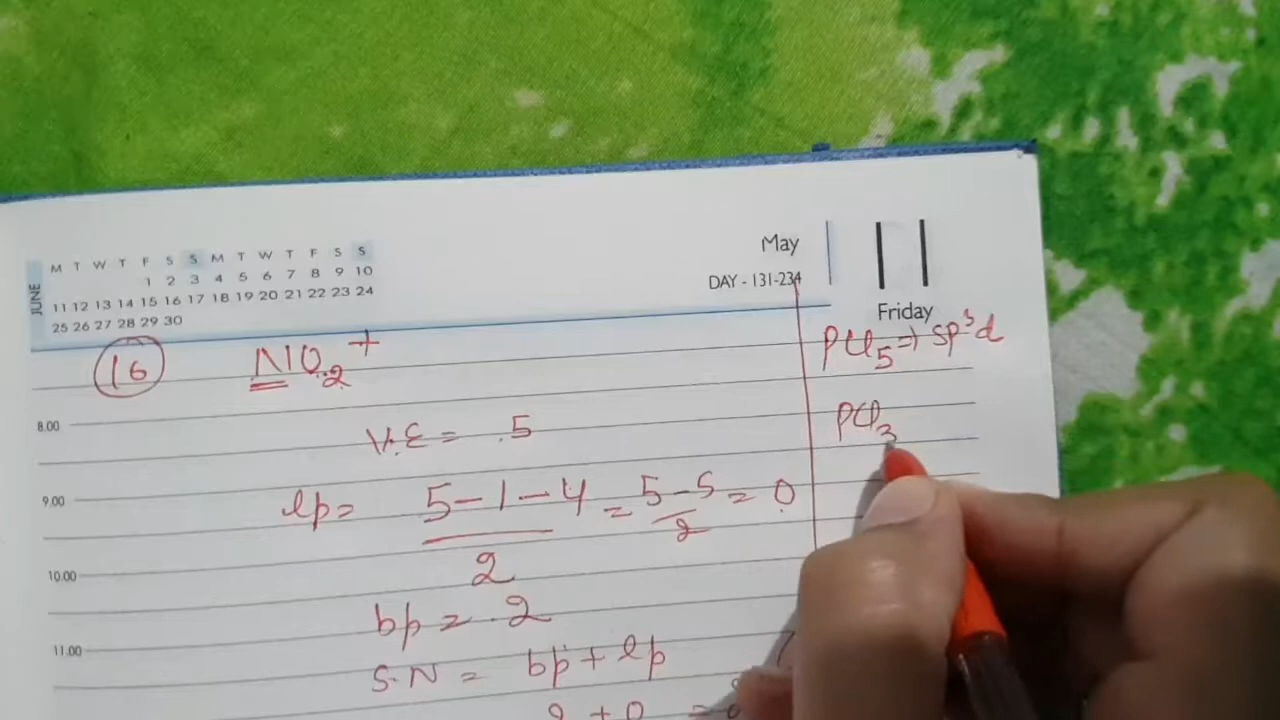 JUNE
M T W T F S S M T W T F S S
1 2 3 4 5 6 7 8 9 10
11 12 13 14 15 16 17 18 19 20 21 22 23 24
25 26 27 28 29 30
May
DAY - 131-234
11
Friday
16 NO₂⁺
PCl₅ ⇒ sp³d
8.00
V.E = 5
PCl₃
9.00
lp = (5-1-4)/2 = (5-5)/2 = 0
10.00
bp = 2
11.00
S.N = bp + lp
2 + 0 =